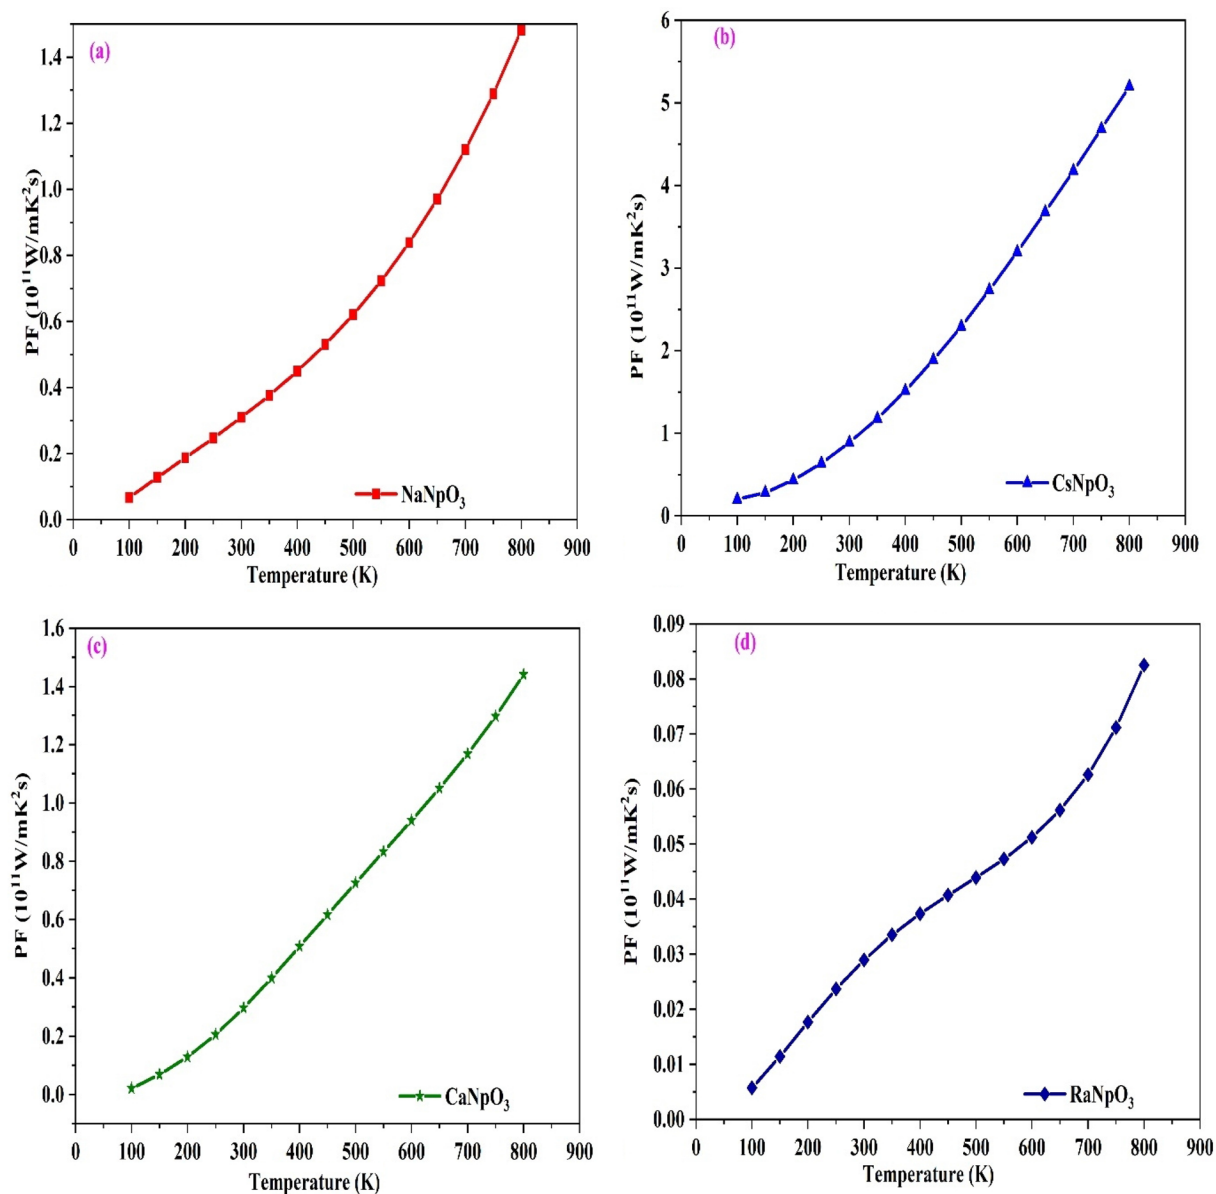 (a)
PF (10¹¹W/mK²s)
1.4
1.2
1.0
0.8
0.6
0.4
0.2
0.0
NaNpO₃
0 100 200 300 400 500 600 700 800 900
Temperature (K)
(b)
PF (10¹¹W/mK²s)
6
5
4
3
2
1
0
CsNpO₃
0 100 200 300 400 500 600 700 800 900
Temperature (K)
(c)
PF (10¹¹W/mK²s)
1.6
1.4
1.2
1.0
0.8
0.6
0.4
0.2
0.0
CaNpO₃
0 100 200 300 400 500 600 700 800 900
Temperature (K)
(d)
PF (10¹¹W/mK²s)
0.09
0.08
0.07
0.06
0.05
0.04
0.03
0.02
0.01
0.00
RaNpO₃
0 100 200 300 400 500 600 700 800 900
Temperature (K)